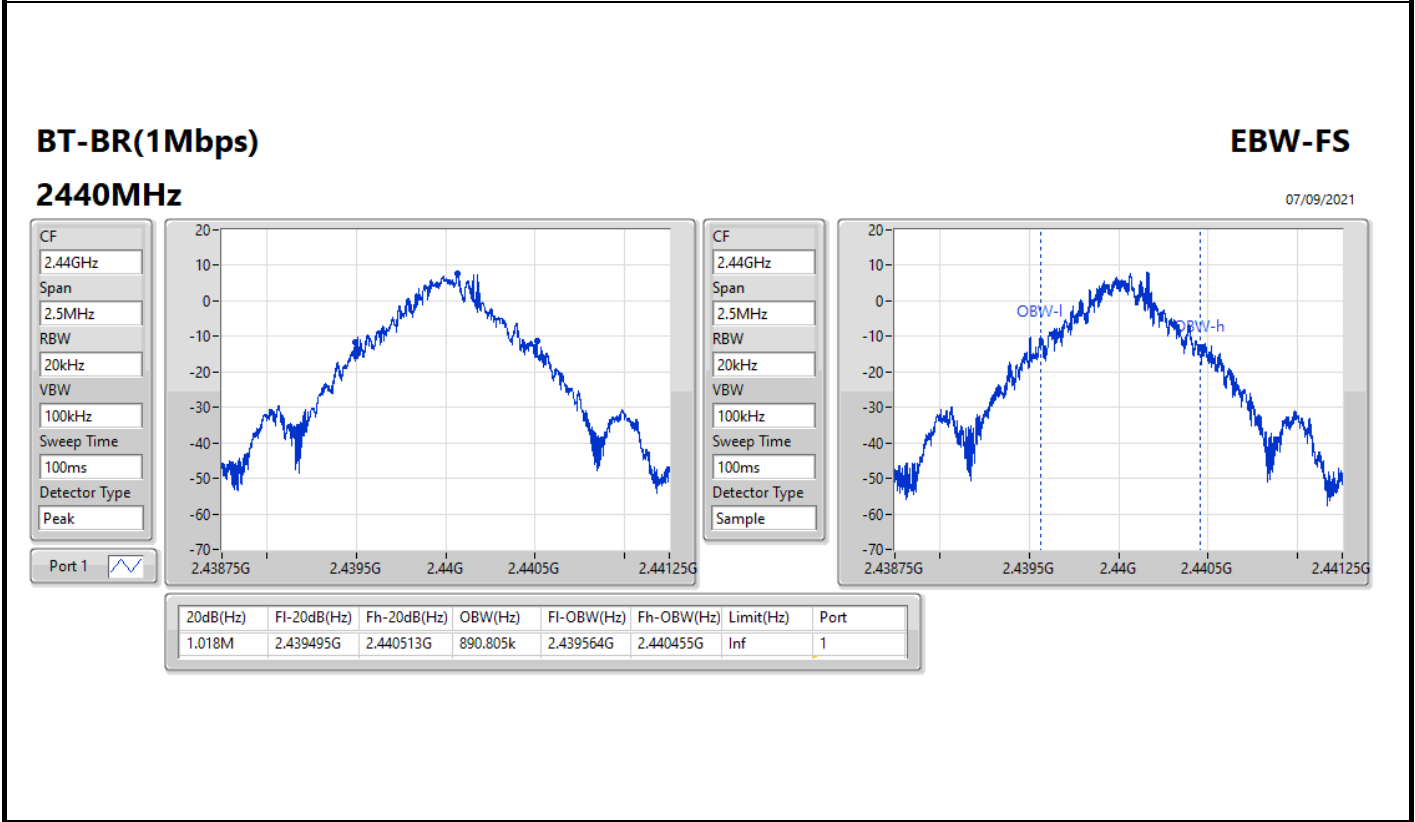 BT-BR(1Mbps)
EBW-FS
2440MHz
07/09/2021
CF
2.44GHz
Span
2.5MHz
RBW
20kHz
VBW
100kHz
Sweep Time
100ms
Detector Type
Peak
Port 1
20
10
0
-10
-20
-30
-40
-50
-60
-70
2.43875G 2.4395G 2.44G 2.4405G 2.44125G
CF
2.44GHz
Span
2.5MHz
RBW
20kHz
VBW
100kHz
Sweep Time
100ms
Detector Type
Sample
20
10
0
-10
-20
-30
-40
-50
-60
-70
OBW-l
OBW-h
2.43875G 2.4395G 2.44G 2.4405G 2.44125G
20dB(Hz) Fl-20dB(Hz) Fh-20dB(Hz) OBW(Hz) Fl-OBW(Hz) Fh-OBW(Hz) Limit(Hz) Port
1.018M 2.439495G 2.440513G 890.805k 2.439564G 2.440455G Inf 1